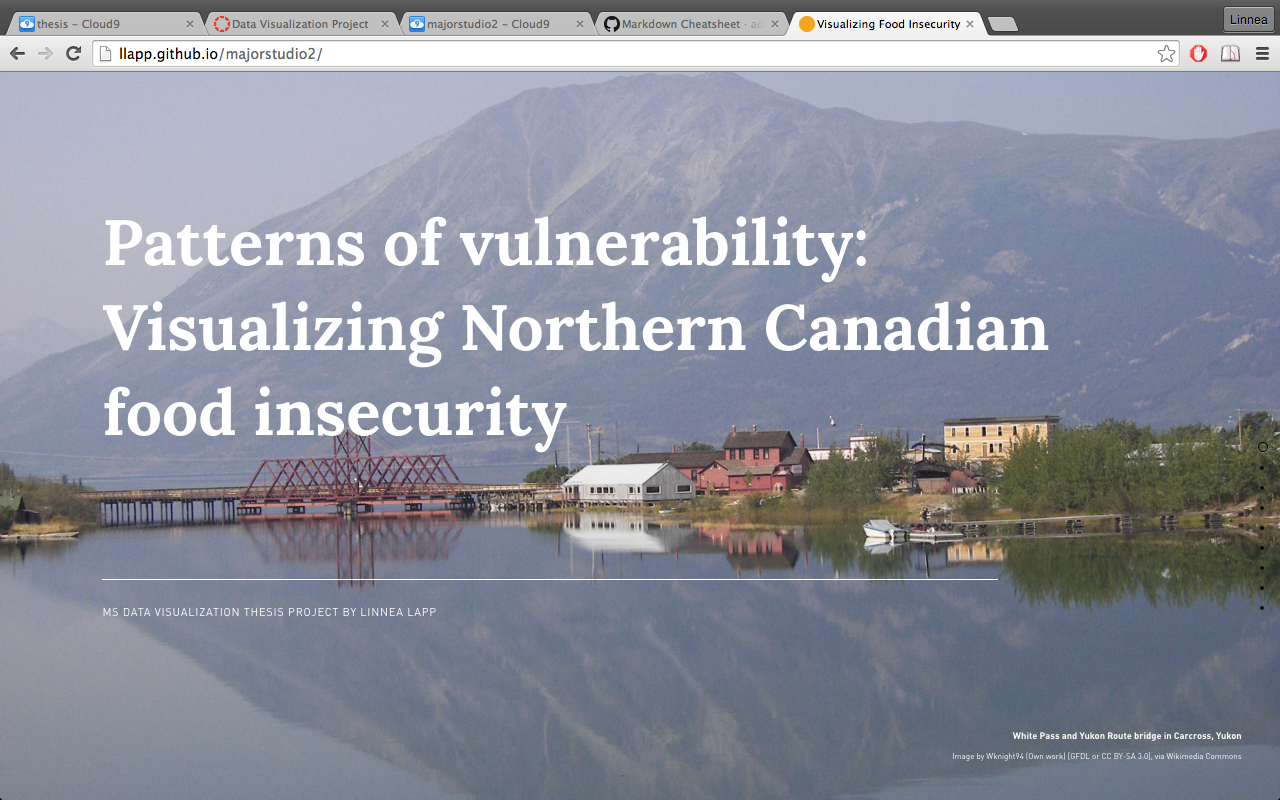 thesis – Cloud9
Data Visualization Project
majorstudio2 – Cloud9
Markdown Cheatsheet · ad
Visualizing Food Insecurity
Linnea
llapp.github.io/majorstudio2/
Patterns of vulnerability:
Visualizing Northern Canadian
food insecurity
MS DATA VISUALIZATION THESIS PROJECT BY LINNEA LAPP
White Pass and Yukon Route bridge in Carcross, Yukon
Image by Wknight94 (Own work) [GFDL or CC BY-SA 3.0], via Wikimedia Commons